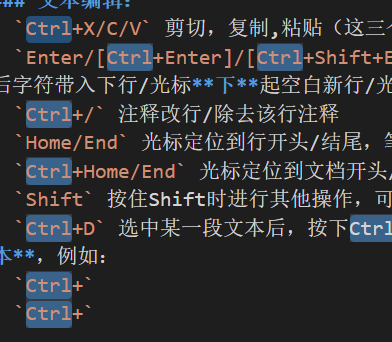 ### 文本编辑：
`Ctrl+X/C/V` 剪切，复制,粘贴（这三个
`Enter/[Ctrl+Enter]/[Ctrl+Shift+E
后字符带入下行/光标**下**起空白新行/光
`Ctrl+/` 注释改行/除去该行注释
`Home/End` 光标定位到行开头/结尾，
`Ctrl+Home/End` 光标定位到文档开头/
`Shift` 按住Shift时进行其他操作，可
`Ctrl+D` 选中某一段文本后，按下Ctrl
本**，例如：
`Ctrl+`
`Ctrl+`